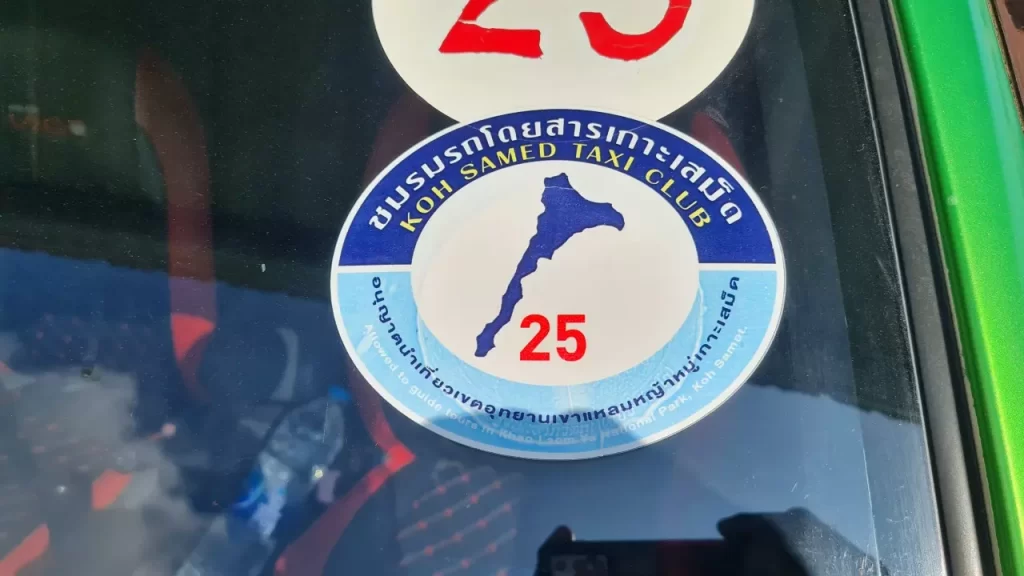 25
ชมรมรถโดยสารเกาะเสม็ด
KOH SAMED TAXI CLUB
25
อนุญาตนำเที่ยวเขตอุทยานเขาแหลมหญ้าหมู่เกาะเสม็ด
Allowed to guide tours in Khao Laem Park, Koh Samet.